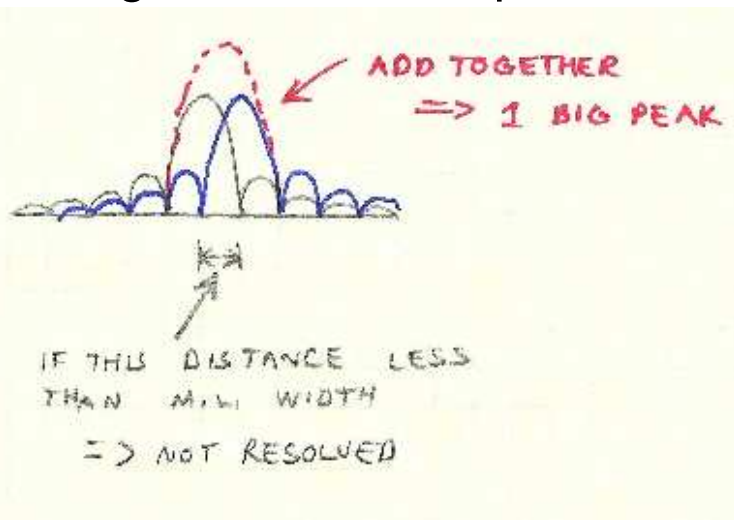 ADD TOGETHER
=> 1 BIG PEAK
IF THIS DISTANCE LESS
THAN M.L. WIDTH
=> NOT RESOLVED